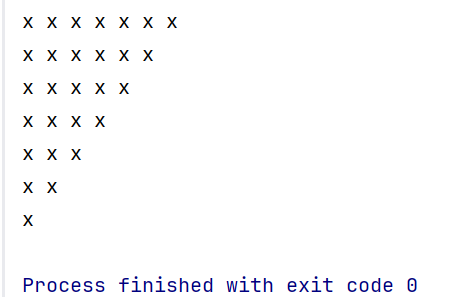 x x x x x x x
x x x x x x
x x x x x
x x x x
x x x
x x
x
Process finished with exit code 0